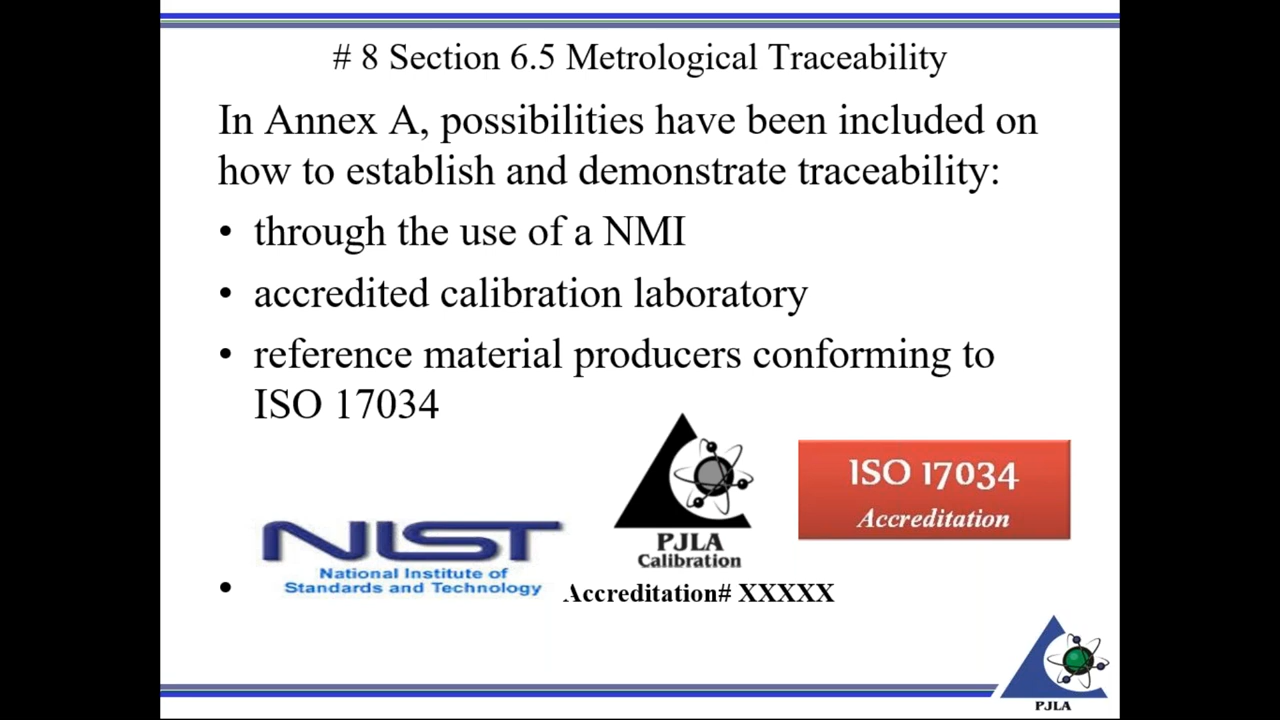 # 8 Section 6.5 Metrological Traceability
In Annex A, possibilities have been included on
how to establish and demonstrate traceability:
• through the use of a NMI
• accredited calibration laboratory
• reference material producers conforming to
ISO 17034
ISO 17034
Accreditation
NIST
National Institute of
Standards and Technology
PJLA
Calibration
•
Accreditation# XXXXX
PJLA